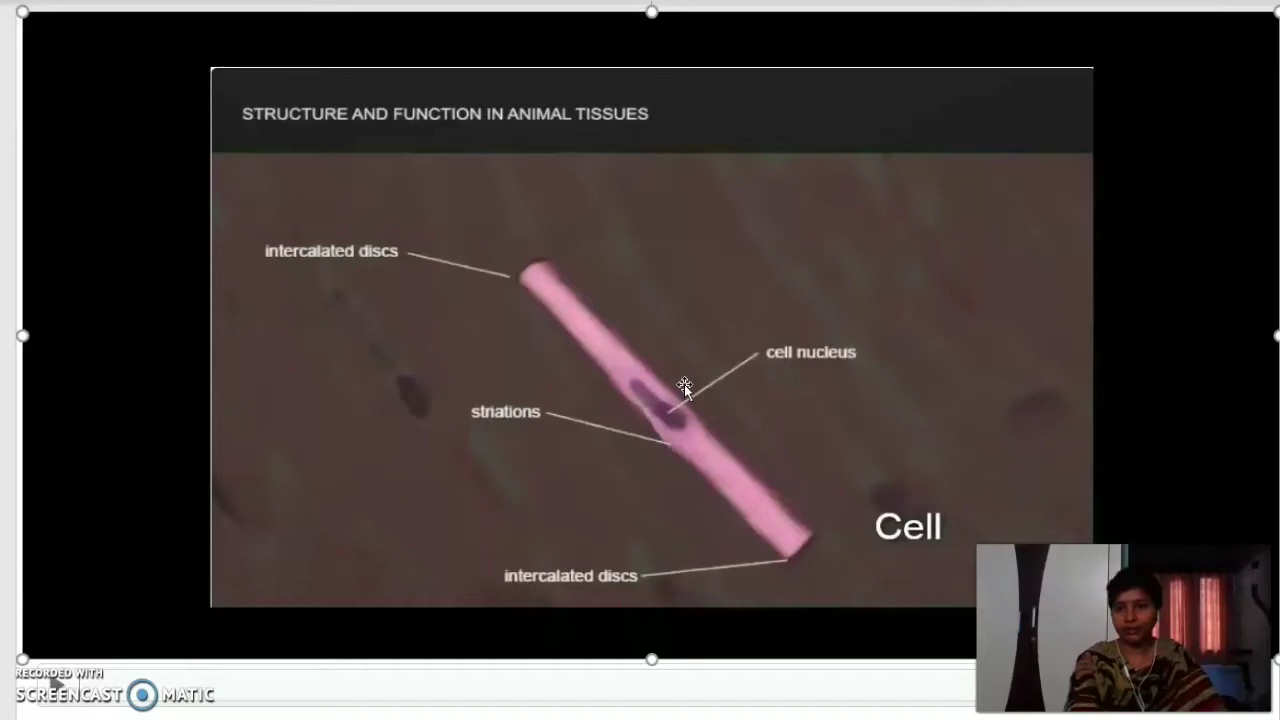 STRUCTURE AND FUNCTION IN ANIMAL TISSUES
intercalated discs
cell nucleus
striations
Cell
intercalated discs
RECORDED WITH
SCREENCAST MATIC